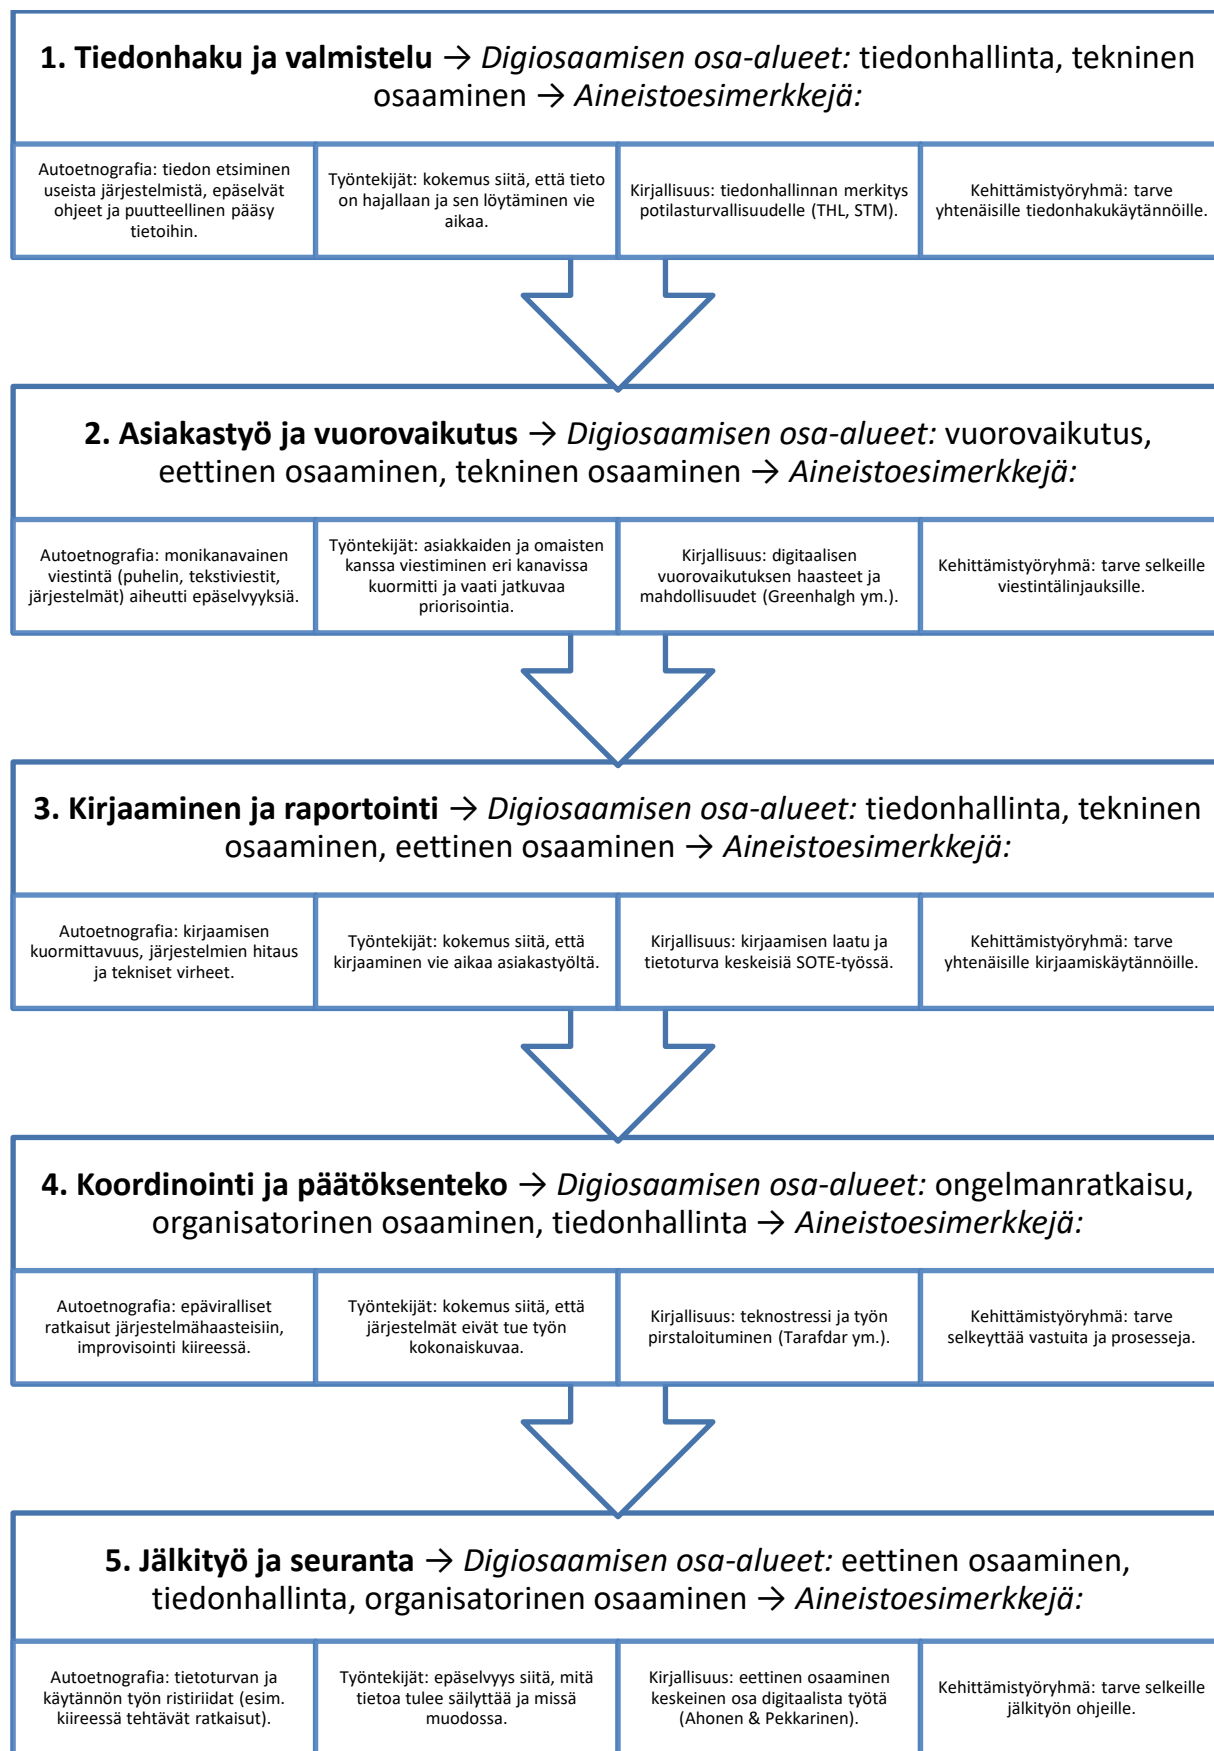 1. Tiedonhaku ja valmistelu → Digiosaamisen osa-alueet: tiedonhallinta, tekninen
osaaminen → Aineistoesimerkkejä:
Autoetnografia: tiedon etsiminen
useista järjestelmistä, epäselvät
ohjeet ja puutteellinen pääsy
tietoihin.
Työntekijät: kokemus siitä, että tieto
on hajallaan ja sen löytäminen vie
aikaa.
Kirjallisuus: tiedonhallinnan merkitys
potilasturvallisuudelle (THL, STM).
Kehittämistyöryhmä: tarve
yhtenäisille tiedonhakukäytännöille.
2. Asiakastyö ja vuorovaikutus → Digiosaamisen osa-alueet: vuorovaikutus,
eettinen osaaminen, tekninen osaaminen → Aineistoesimerkkejä:
Autoetnografia: monikanavainen
viestintä (puhelin, tekstiviestit,
järjestelmät) aiheutti epäselvyyksiä.
Työntekijät: asiakkaiden ja omaisten
kanssa viestiminen eri kanavissa
kuormitti ja vaati jatkuvaa
priorisointia.
Kirjallisuus: digitaalisen
vuorovaikutuksen haasteet ja
mahdollisuudet (Greenhalgh ym.).
Kehittämistyöryhmä: tarve selkeille
viestintälinjauksille.
3. Kirjaaminen ja raportointi → Digiosaamisen osa-alueet: tiedonhallinta, tekninen
osaaminen, eettinen osaaminen → Aineistoesimerkkejä:
Autoetnografia: kirjaamisen
kuormittavuus, järjestelmien hitaus
ja tekniset virheet.
Työntekijät: kokemus siitä, että
kirjaaminen vie aikaa asiakastyöltä.
Kirjallisuus: kirjaamisen laatu ja
tietoturva keskeisiä SOTE-työssä.
Kehittämistyöryhmä: tarve
yhtenäisille kirjaamiskäytännöille.
4. Koordinointi ja päätöksenteko → Digiosaamisen osa-alueet: ongelmanratkaisu,
organisatorinen osaaminen, tiedonhallinta → Aineistoesimerkkejä:
Autoetnografia: epäviralliset
ratkaisut järjestelmähaasteisiin,
improvisointi kiireessä.
Työntekijät: kokemus siitä, että
järjestelmät eivät tue työn
kokonaiskuvaa.
Kirjallisuus: teknostressi ja työn
pirstaloituminen (Tarafdar ym.).
Kehittämistyöryhmä: tarve
selkeyttää vastuita ja prosesseja.
5. Jälkityö ja seuranta → Digiosaamisen osa-alueet: eettinen osaaminen,
tiedonhallinta, organisatorinen osaaminen → Aineistoesimerkkejä:
Autoetnografia: tietoturvan ja
käytännön työn ristiriidat (esim.
kiireessä tehtävät ratkaisut).
Työntekijät: epäselvyys siitä, mitä
tietoa tulee säilyttää ja missä
muodossa.
Kirjallisuus: eettinen osaaminen
keskeinen osa digitaalista työtä
(Ahonen & Pekkarinen).
Kehittämistyöryhmä: tarve selkeille
jälkityön ohjeille.